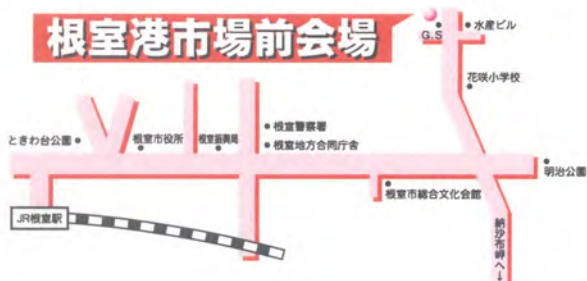 根室港市場前会場
G.S
水産ビル
花咲小学校
ときわ台公園
根室市役所
根室振興局
根室警察署
根室地方合同庁舎
明治公園
根室市総合文化会館
JR根室駅
納沙布岬へ→